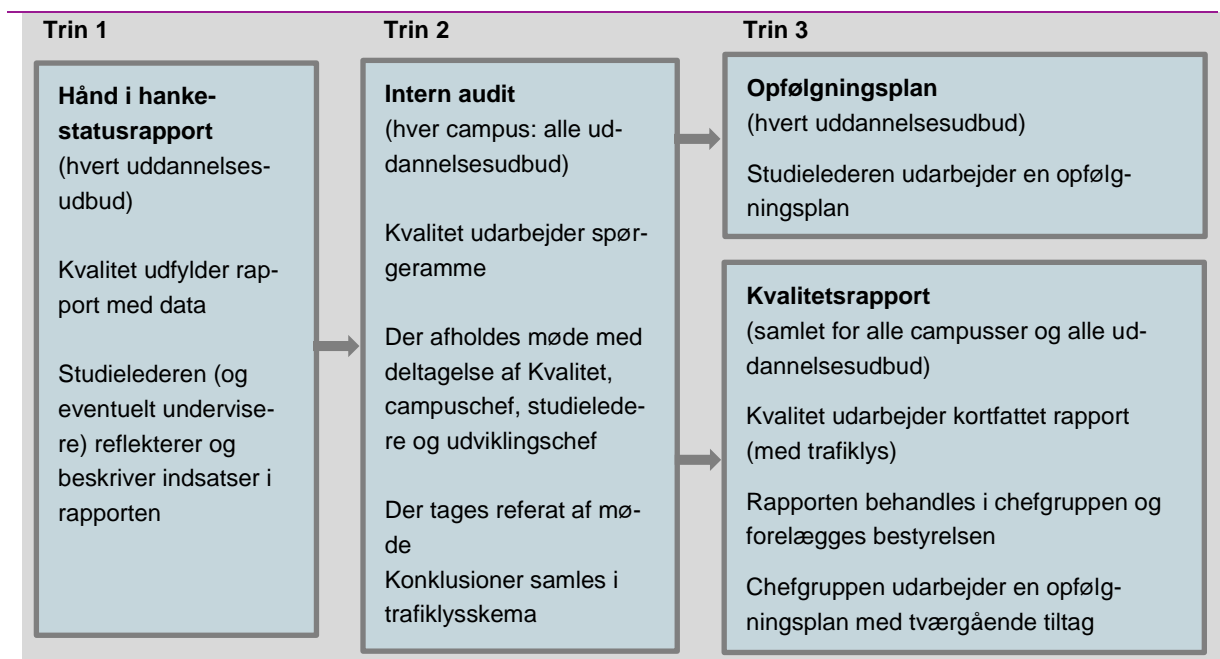 Trin 1
Trin 2
Trin 3
Hånd i hanke-
statusrapport
(hvert uddannelses-
udbud)
Kvalitet udfylder rap-
port med data
Studielederen (og
eventuelt undervise-
re) reflekterer og
beskriver indsatser i
rapporten
Intern audit
(hver campus: alle ud-
dannelsesudbud)
Kvalitet udarbejder spør-
geramme
Der afholdes møde med
deltagelse af Kvalitet,
campuschef, studielede-
re og udviklingschef
Der tages referat af mø-
de
Konklusioner samles i
trafiklysskema
Opfølgningsplan
(hvert uddannelsesudbud)
Studielederen udarbejder en opfølg-
ningsplan
Kvalitetsrapport
(samlet for alle campusser og alle ud-
dannelsesudbud)
Kvalitet udarbejder kortfattet rapport
(med trafiklys)
Rapporten behandles i chefgruppen og
forelægges bestyrelsen
Chefgruppen udarbejder en opfølg-
ningsplan med tværgående tiltag